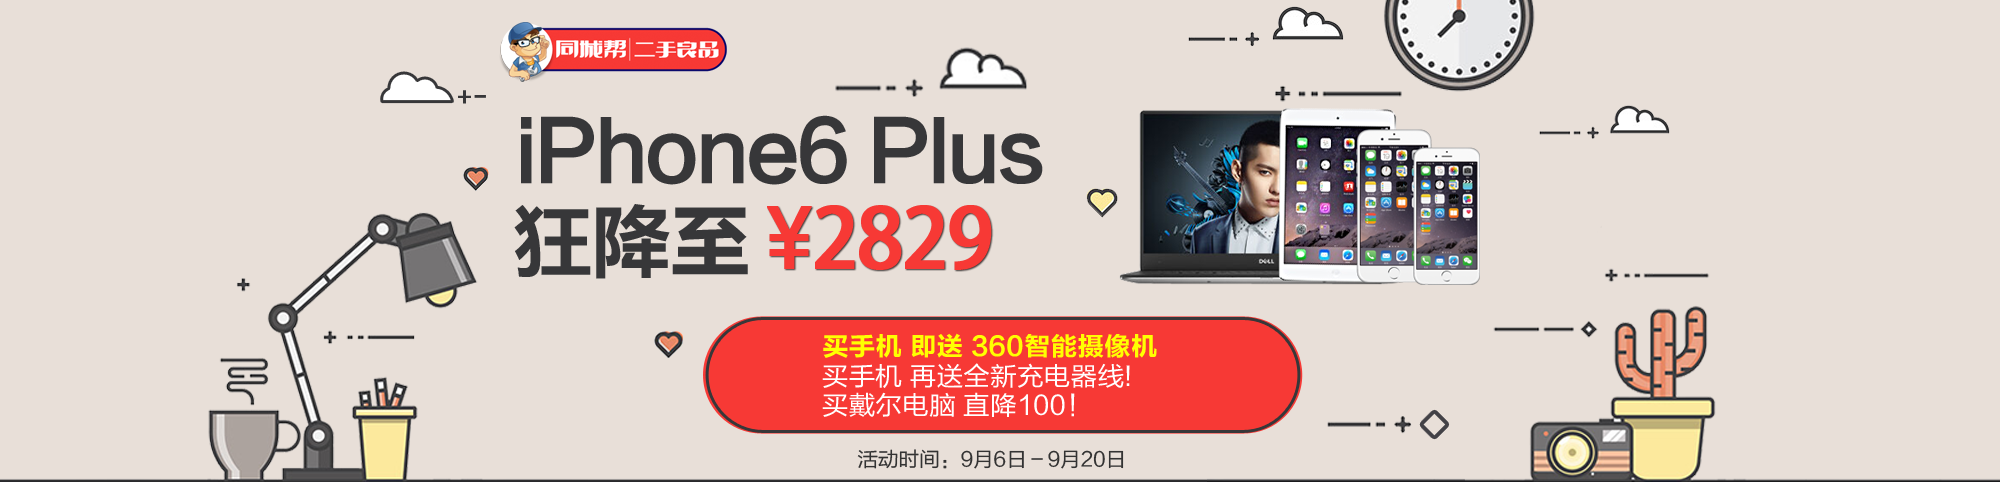 同城帮|二手良品
iPhone6 Plus
狂降至 ¥2829
DELL
买手机 即送 360智能摄像机
买手机 再送全新充电器线!
买戴尔电脑 直降100!
活动时间：9月6日-9月20日